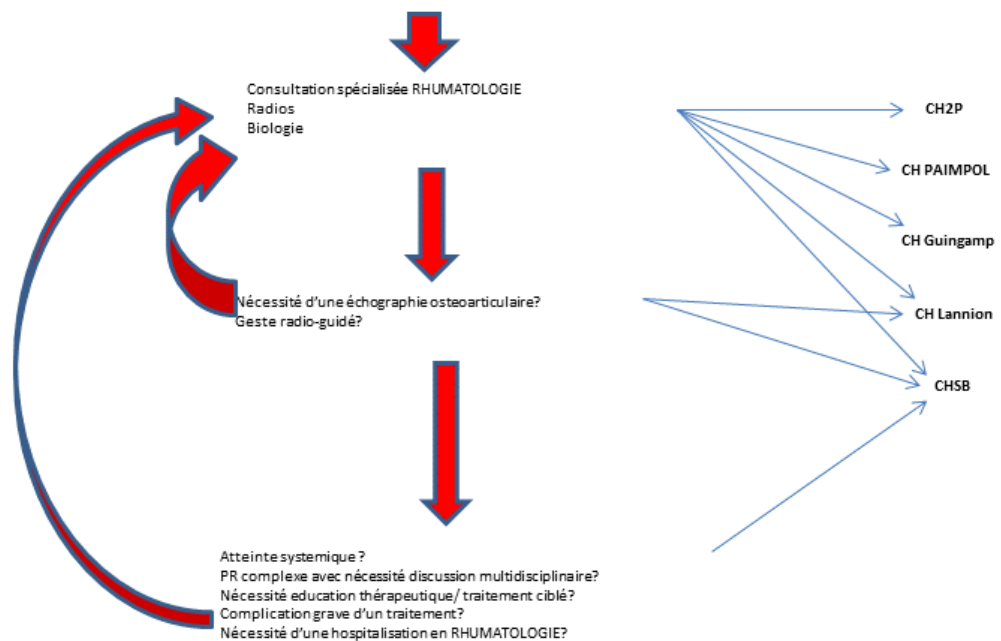 Consultation spécialisée RHUMATOLOGIE
Radios
Biologie
CH2P
CH PAIMPOL
CH Guingamp
Nécessité d'une échographie osteoarticulaire?
Geste radio-guidé?
CH Lannion
CHSB
Atteinte systemique ?
PR complexe avec nécessité discussion multidisciplinaire?
Nécessité education thérapeutique/ traitement ciblé?
Complication grave d'un traitement?
Nécessité d'une hospitalisation en RHUMATOLOGIE?